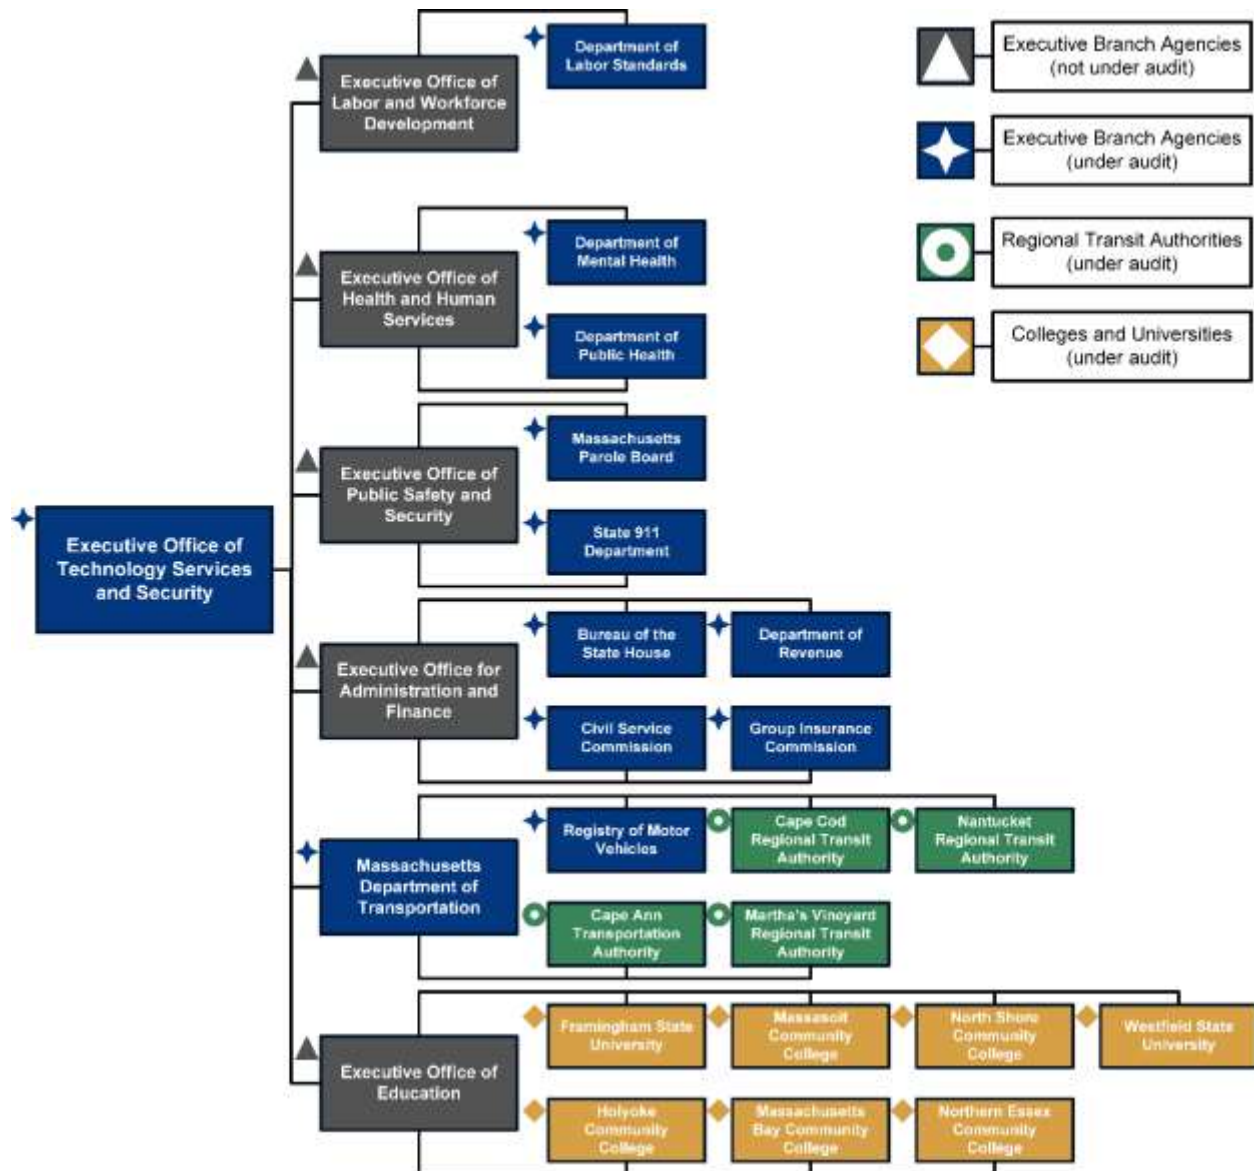 Department of
Labor Standards
Executive Office of
Labor and Workforce
Development
Executive Branch Agencies
(not under audit)
Executive Branch Agencies
(under audit)
Regional Transit Authorities
(under audit)
Colleges and Universities
(under audit)
Department of
Mental Health
Executive Office of
Health and Human
Services
Department of
Public Health
Massachusetts
Parole Board
Executive Office of
Public Safety and
Security
State 911
Department
Executive Office of
Technology Services
and Security
Bureau of the
State House
Department of
Revenue
Executive Office for
Administration and
Finance
Civil Service
Commission
Group Insurance
Commission
Registry of Motor
Vehicles
Cape Cod
Regional Transit
Authority
Nantucket
Regional Transit
Authority
Massachusetts
Department of
Transportation
Cape Ann
Transportation
Authority
Martha's Vineyard
Regional Transit
Authority
Framingham State
University
Massasoit
Community
College
North Shore
Community
College
Westfield State
University
Executive Office of
Education
Holyoke
Community
College
Massachusetts
Bay Community
College
Northern Essex
Community
College